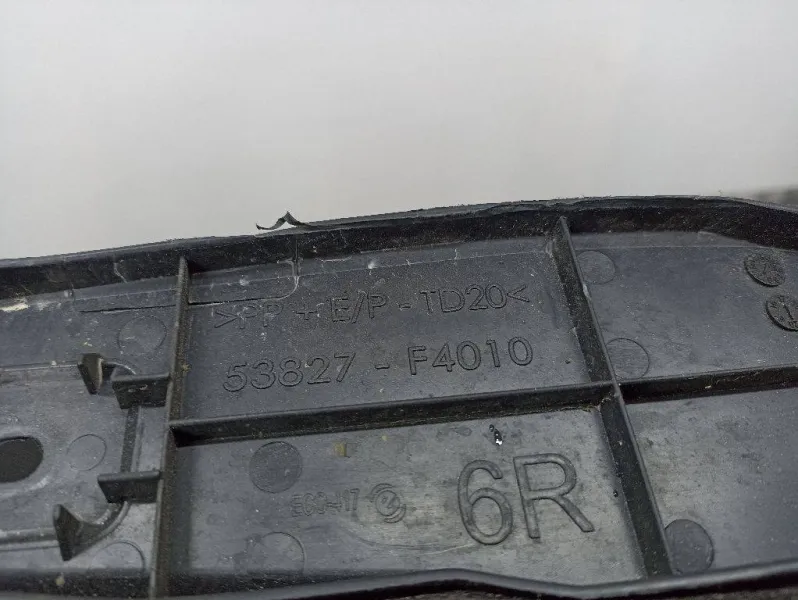 >PP + E/P - TD20<
53827 - F4010
6R